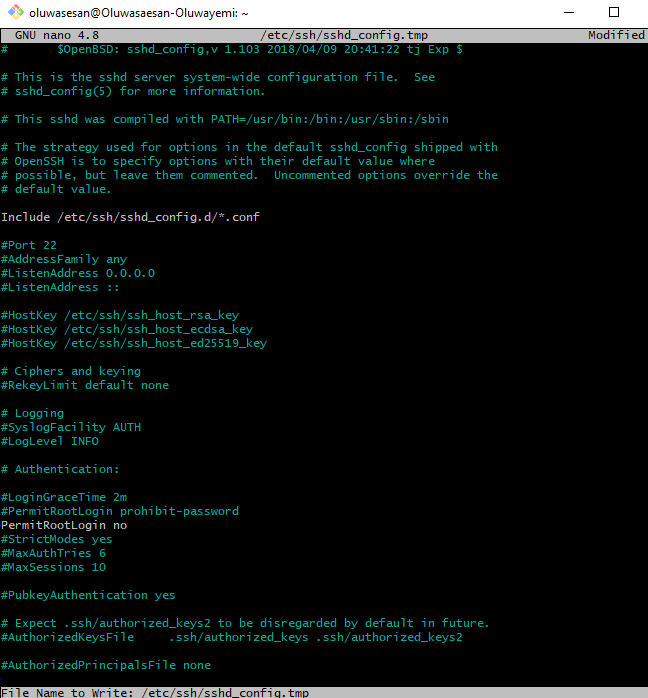 oluwasesan@Oluwasaesan-Oluwayemi: ~
GNU nano 4.8 /etc/ssh/sshd_config.tmp Modified
# $OpenBSD: sshd_config,v 1.103 2018/04/09 20:41:22 tj Exp $
# This is the sshd server system-wide configuration file. See
# sshd_config(5) for more information.
# This sshd was compiled with PATH=/usr/bin:/bin:/usr/sbin:/sbin
# The strategy used for options in the default sshd_config shipped with
# OpenSSH is to specify options with their default value where
# possible, but leave them commented. Uncommented options override the
# default value.
Include /etc/ssh/sshd_config.d/*.conf
#Port 22
#AddressFamily any
#ListenAddress 0.0.0.0
#ListenAddress ::
#HostKey /etc/ssh/ssh_host_rsa_key
#HostKey /etc/ssh/ssh_host_ecdsa_key
#HostKey /etc/ssh/ssh_host_ed25519_key
# Ciphers and keying
#RekeyLimit default none
# Logging
#SyslogFacility AUTH
#LogLevel INFO
# Authentication:
#LoginGraceTime 2m
#PermitRootLogin prohibit-password
PermitRootLogin no
#StrictModes yes
#MaxAuthTries 6
#MaxSessions 10
#PubkeyAuthentication yes
# Expect .ssh/authorized_keys2 to be disregarded by default in future.
#AuthorizedKeysFile .ssh/authorized_keys .ssh/authorized_keys2
#AuthorizedPrincipalsFile none
File Name to Write: /etc/ssh/sshd_config.tmp